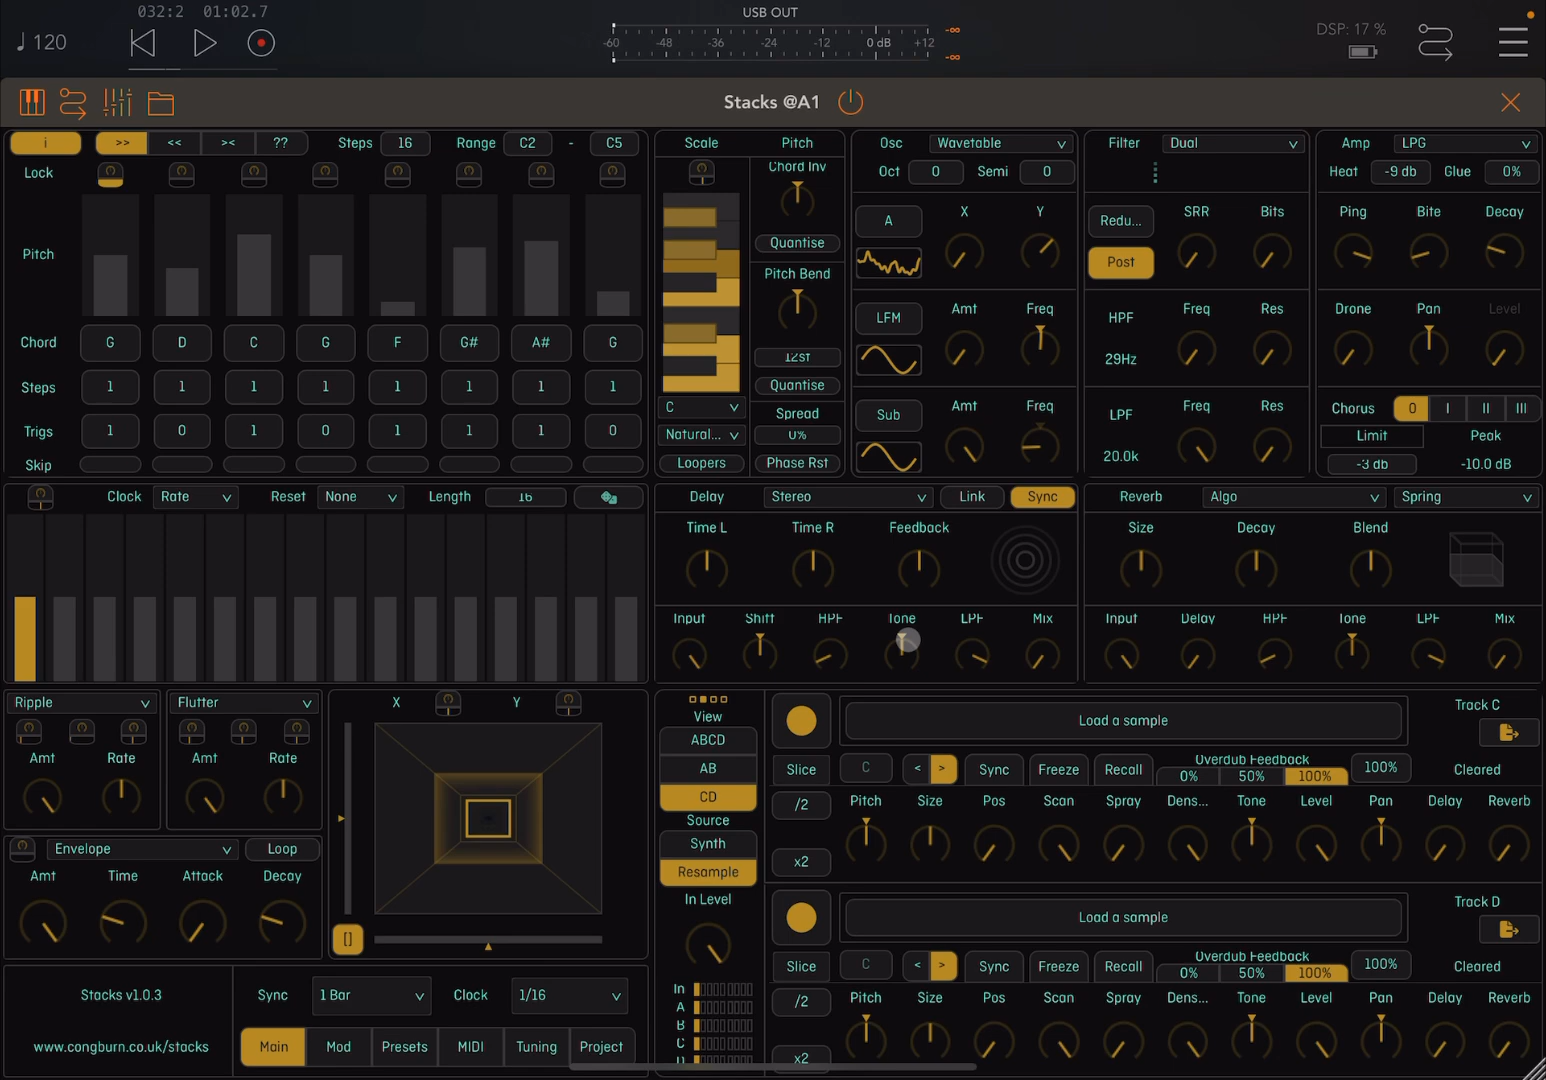 032:2 01:02.7
♩ 120
USB OUT
-60 -48 -36 -24 -12 0 dB +12
-∞
-∞
DSP: 17 %
Stacks @A1
i >> << >< ?? Steps 16 Range C2 - C5
Lock
Pitch
Chord G D C G F G# A# G
Steps 1 1 1 1 1 1 1 1
Trigs 1 0 1 0 1 1 1 0
Skip
Scale Pitch
Chord Inv
Quantise
Pitch Bend
12st
Quantise
C
Spread
Natural... 0%
Loopers Phase Rst
Osc Wavetable
Oct 0 Semi 0
A X Y
LFM Amt Freq
Sub Amt Freq
Filter Dual
Redu... SRR Bits
Post
HPF Freq Res
29Hz
LPF Freq Res
20.0k
Amp LPG
Heat -9 db Glue 0%
Ping Bite Decay
Drone Pan Level
Chorus 0 I II III
Limit Peak
-3 db -10.0 dB
Clock Rate Reset None Length 16
Delay Stereo Link Sync
Time L Time R Feedback
Input Shift HPF Tone LPF Mix
Reverb Algo Spring
Size Decay Blend
Input Delay HPF Tone LPF Mix
Ripple Flutter
Amt Rate Amt Rate
Envelope Loop
Amt Time Attack Decay
X Y
[]
View
ABCD
AB
CD
Source
Synth
Resample
In Level
In
A
B
C
D
Load a sample Track C
Slice C < > Sync Freeze Recall Overdub Feedback 0% 50% 100% 100% Cleared
/2 Pitch Size Pos Scan Spray Dens... Tone Level Pan Delay Reverb
x2
Load a sample Track D
Slice C < > Sync Freeze Recall Overdub Feedback 0% 50% 100% 100% Cleared
/2 Pitch Size Pos Scan Spray Dens... Tone Level Pan Delay Reverb
x2
Stacks v1.0.3
www.congburn.co.uk/stacks
Sync 1 Bar Clock 1/16
Main Mod Presets MIDI Tuning Project